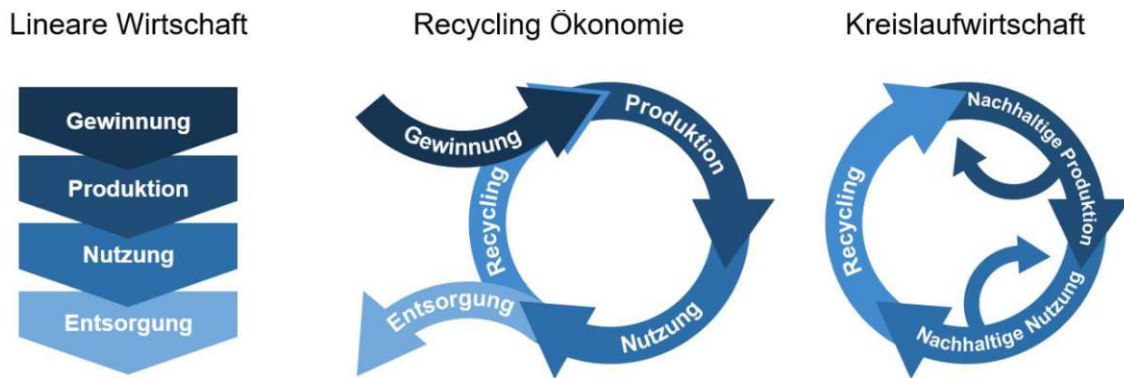 Lineare Wirtschaft
Gewinnung
Produktion
Nutzung
Entsorgung
Recycling Ökonomie
Gewinnung
Produktion
Nutzung
Entsorgung
Recycling
Kreislaufwirtschaft
Nachhaltige Produktion
Nachhaltige Nutzung
Recycling